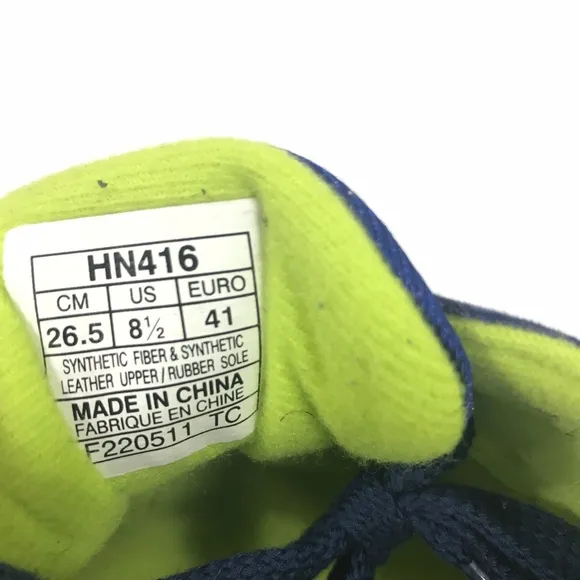 HN416
CM US EURO
26.5 8½ 41
SYNTHETIC FIBER & SYNTHETIC
LEATHER UPPER / RUBBER SOLE
MADE IN CHINA
FABRIQUE EN CHINE
F220511 TC